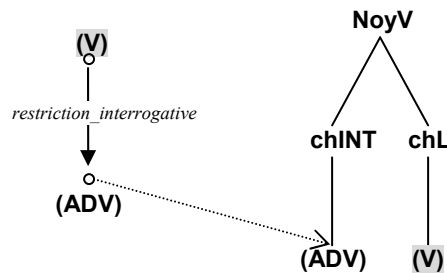 NoyV
(V)
restriction_interrogative
chINT chL
(ADV)
(ADV) (V)